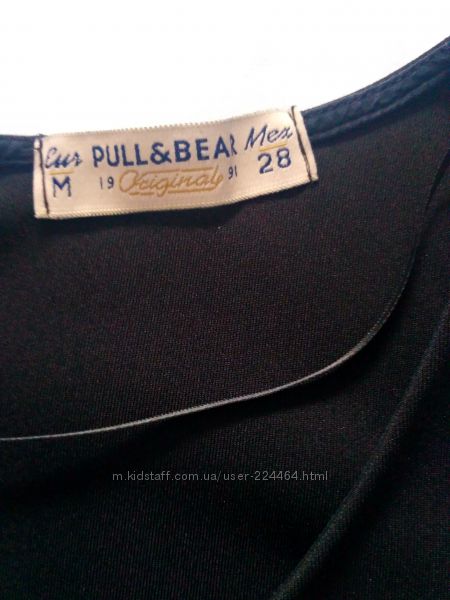 Eur PULL&BEAR Mex
M 19 Original 91 28
m.kidstaff.com.ua/user-224464.html